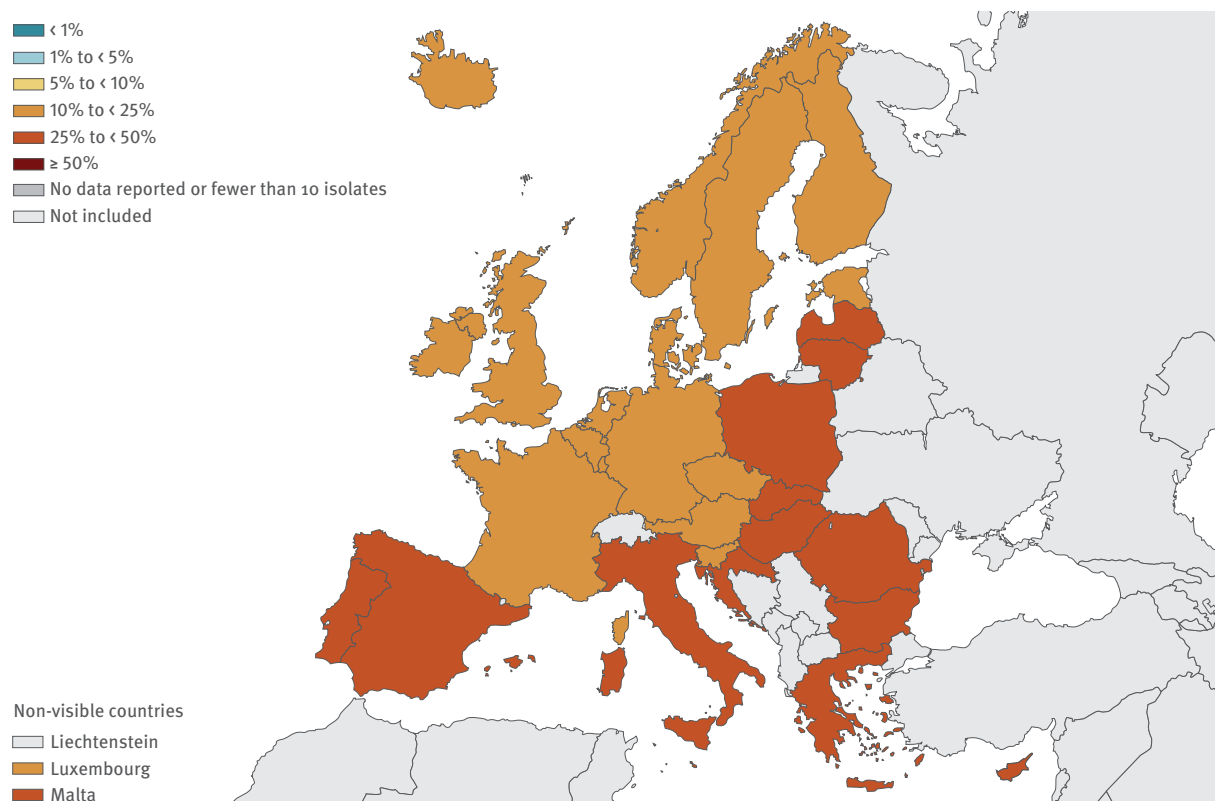 < 1%
1% to < 5%
5% to < 10%
10% to < 25%
25% to < 50%
≥ 50%
No data reported or fewer than 10 isolates
Not included
Non-visible countries
Liechtenstein
Luxembourg
Malta